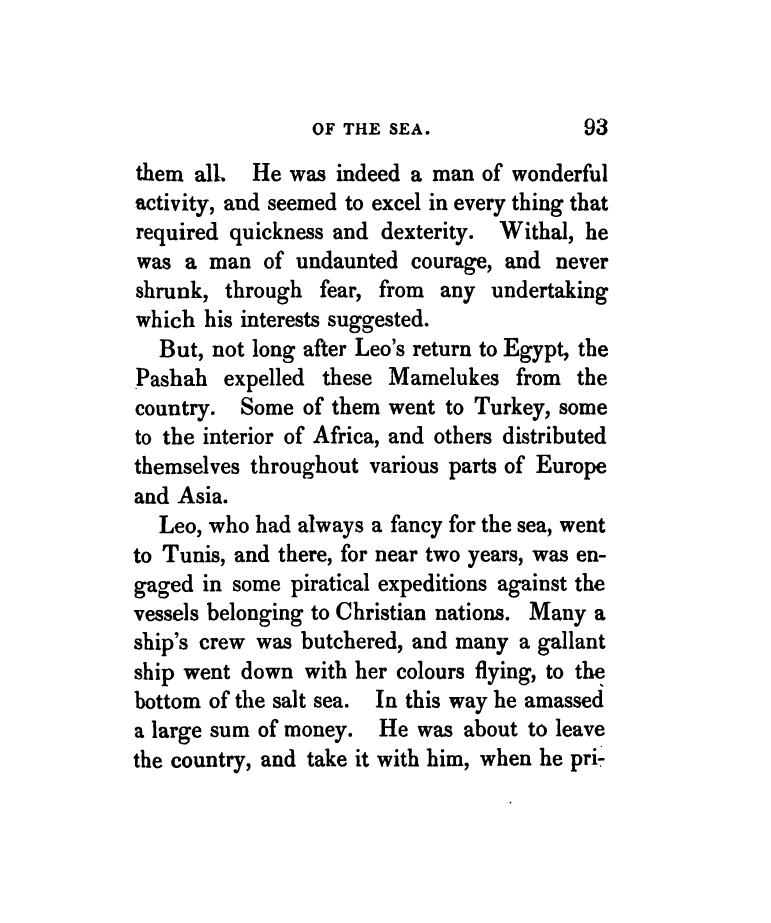 OF THE SEA. 93
them all. He was indeed a man of wonderful
activity, and seemed to excel in every thing that
required quickness and dexterity. Withal, he
was a man of undaunted courage, and never
shrunk, through fear, from any undertaking
which his interests suggested.
But, not long after Leo's return to Egypt, the
Pashah expelled these Mamelukes from the
country. Some of them went to Turkey, some
to the interior of Africa, and others distributed
themselves throughout various parts of Europe
and Asia.
Leo, who had always a fancy for the sea, went
to Tunis, and there, for near two years, was en-
gaged in some piratical expeditions against the
vessels belonging to Christian nations. Many a
ship's crew was butchered, and many a gallant
ship went down with her colours flying, to the
bottom of the salt sea. In this way he amassed
a large sum of money. He was about to leave
the country, and take it with him, when he pri-